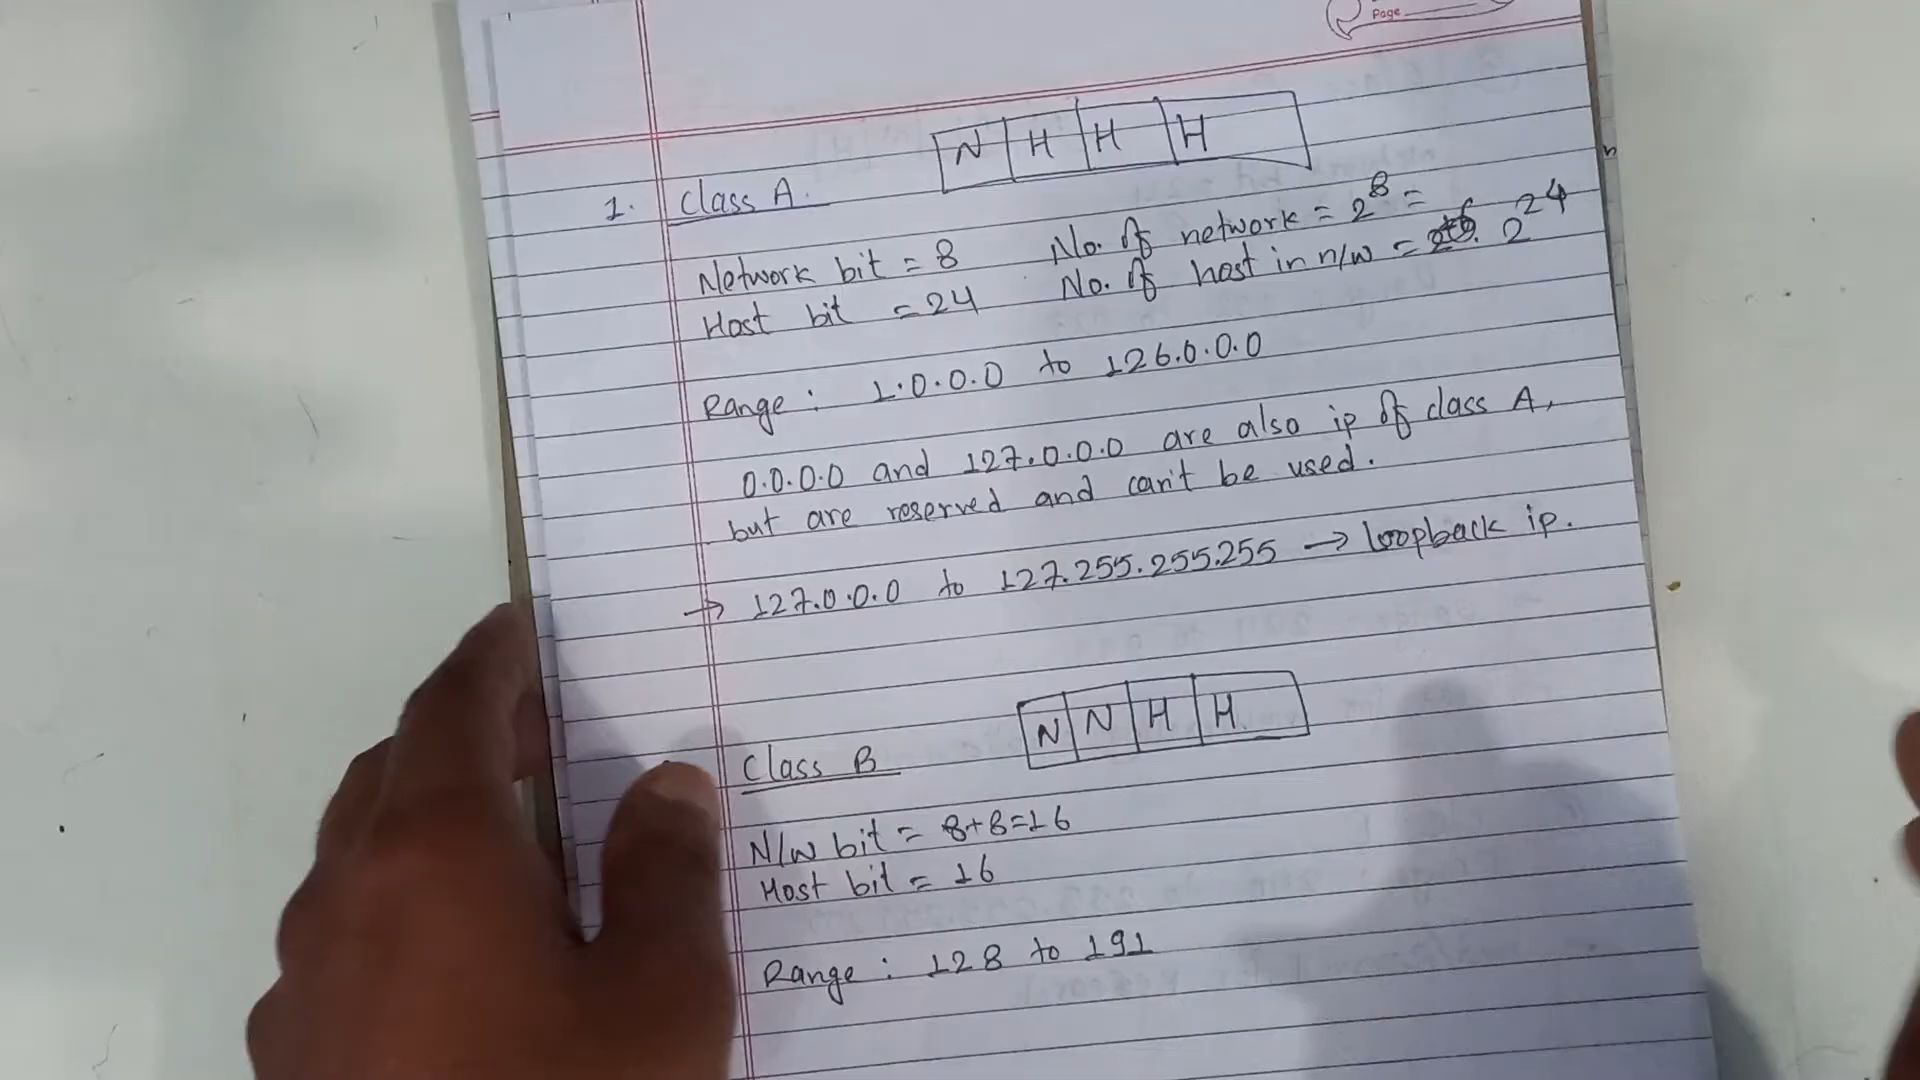 Page
N H H H
1. Class A.
Network bit = 8 No. of network = 2^8 =
Host bit = 24 No. of host in n/w = 2^24
Range : 1.0.0.0 to 126.0.0.0
0.0.0.0 and 127.0.0.0 are also ip of class A,
but are reserved and can't be used.
→ 127.0.0.0 to 127.255.255.255 → loopback ip.
N N H H
Class B
N/W bit = 8+8=16
Host bit = 16
Range : 128 to 191